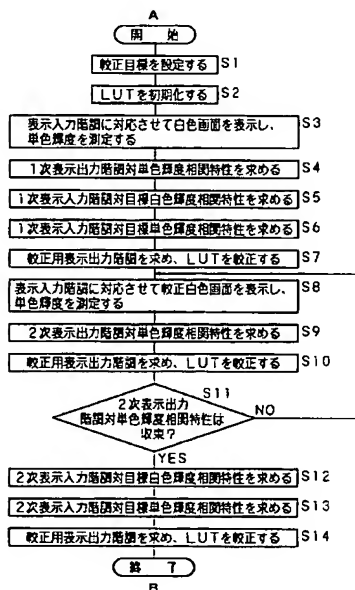 A
開 始
較正目標を設定する S1
LUTを初期化する S2
表示入力階調に対応させて白色画面を表示し、 S3
単色輝度を測定する
1次表示出力階調対単色輝度相関特性を求める S4
1次表示入力階調対目標白色輝度相関特性を求める S5
1次表示入力階調対目標単色輝度相関特性を求める S6
較正用表示出力階調を求め、LUTを較正する S7
表示入力階調に対応させて較正白色画面を表示し、 S8
単色輝度を測定する
2次表示出力階調対単色輝度相関特性を求める S9
較正用表示出力階調を求め、LUTを較正する S10
S11
2次表示出力
階調対単色輝度相関特性は
収束?
NO
YES
2次表示入力階調対目標白色輝度相関特性を求める S12
2次表示入力階調対目標単色輝度相関特性を求める S13
較正用表示出力階調を求め、LUTを較正する S14
終 了
B